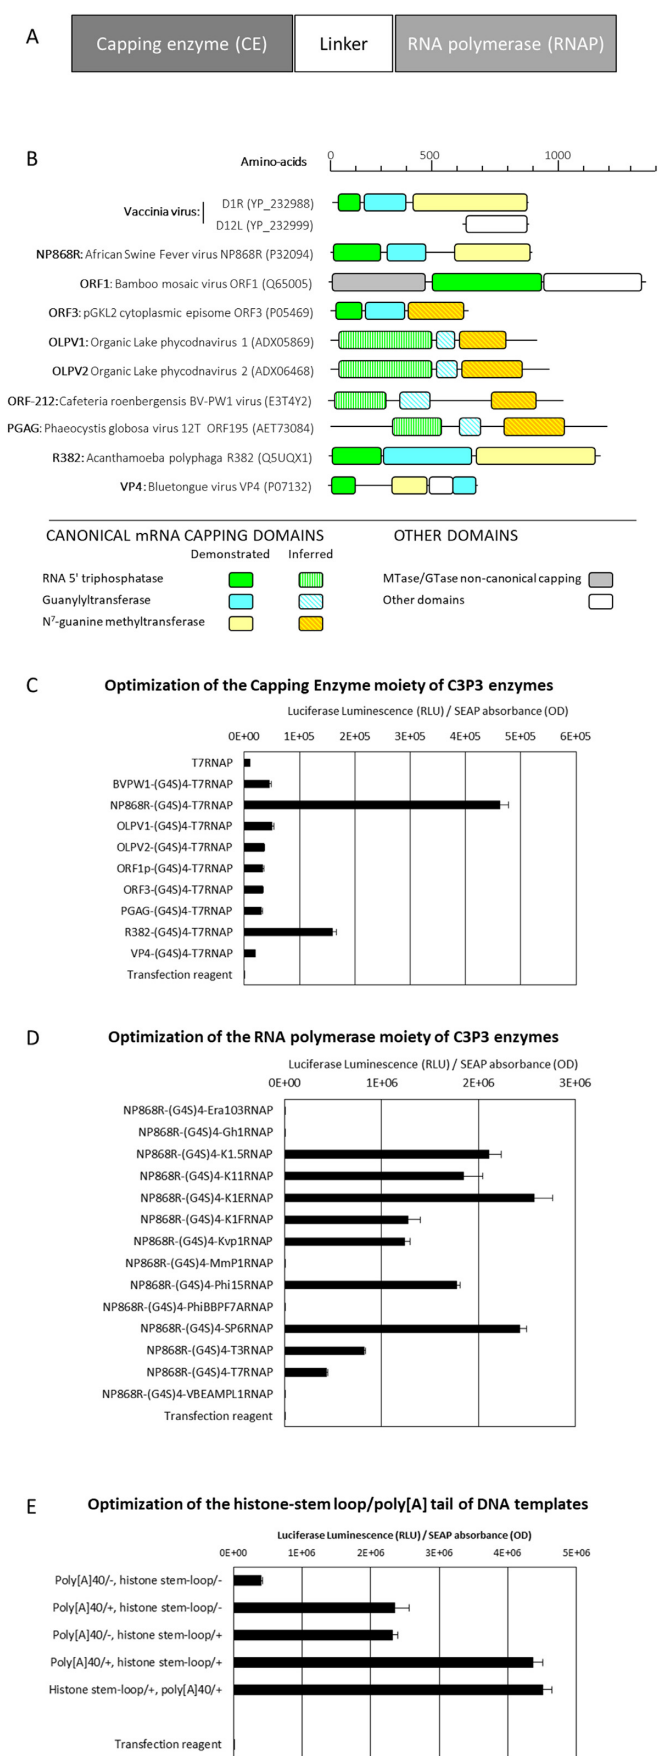 A
Capping enzyme (CE)
Linker
RNA polymerase (RNAP)
B
Amino-acids
0 500 1000
Vaccinia virus:
D1R (YP_232988)
D12L (YP_232999)
NP868R: African Swine Fever virus NP868R (P32094)
ORF1: Bamboo mosaic virus ORF1 (Q65005)
ORF3: pGKL2 cytoplasmic episome ORF3 (P05469)
OLPV1: Organic Lake phycodnavirus 1 (ADX05869)
OLPV2 Organic Lake phycodnavirus 2 (ADX06468)
ORF-212: Cafeteria roenbergensis BV-PW1 virus (E3T4Y2)
PGAG: Phaeocystis globosa virus 12T ORF195 (AET73084)
R382: Acanthamoeba polyphaga R382 (Q5UQX1)
VP4: Bluetongue virus VP4 (P07132)
CANONICAL mRNA CAPPING DOMAINS
OTHER DOMAINS
Demonstrated Inferred
RNA 5' triphosphatase
MTase/GTase non-canonical capping
Guanylyltransferase
Other domains
N7-guanine methyltransferase
C
Optimization of the Capping Enzyme moiety of C3P3 enzymes
Luciferase Luminescence (RLU) / SEAP absorbance (OD)
0E+00 1E+05 2E+05 3E+05 4E+05 5E+05 6E+05
T7RNAP
BVPW1-(G4S)4-T7RNAP
NP868R-(G4S)4-T7RNAP
OLPV1-(G4S)4-T7RNAP
OLPV2-(G4S)4-T7RNAP
ORF1p-(G4S)4-T7RNAP
ORF3-(G4S)4-T7RNAP
PGAG-(G4S)4-T7RNAP
R382-(G4S)4-T7RNAP
VP4-(G4S)4-T7RNAP
Transfection reagent
D
Optimization of the RNA polymerase moiety of C3P3 enzymes
Luciferase Luminescence (RLU) / SEAP absorbance (OD)
0E+00 1E+06 2E+06 3E+06
NP868R-(G4S)4-Era103RNAP
NP868R-(G4S)4-Gh1RNAP
NP868R-(G4S)4-K1.5RNAP
NP868R-(G4S)4-K11RNAP
NP868R-(G4S)4-K1ERNAP
NP868R-(G4S)4-K1FRNAP
NP868R-(G4S)4-Kvp1RNAP
NP868R-(G4S)4-MmP1RNAP
NP868R-(G4S)4-Phi15RNAP
NP868R-(G4S)4-PhiBBPF7ARNAP
NP868R-(G4S)4-SP6RNAP
NP868R-(G4S)4-T3RNAP
NP868R-(G4S)4-T7RNAP
NP868R-(G4S)4-VBEAMPL1RNAP
Transfection reagent
E
Optimization of the histone-stem loop/poly[A] tail of DNA templates
Luciferase Luminescence (RLU) / SEAP absorbance (OD)
0E+00 1E+06 2E+06 3E+06 4E+06 5E+06
Poly[A]40/-, histone stem-loop/-
Poly[A]40/+, histone stem-loop/-
Poly[A]40/-, histone stem-loop/+
Poly[A]40/+, histone stem-loop/+
Histone stem-loop/+, poly[A]40/+
Transfection reagent